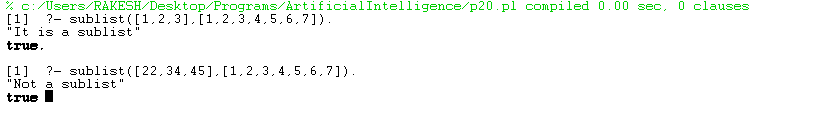 % c:/Users/RAKESH/Desktop/Programs/ArtificialIntelligence/p20.pl compiled 0.00 sec, 0 clauses
[1]  ?- sublist([1,2,3],[1,2,3,4,5,6,7]).
"It is a sublist"
true.
[1]  ?- sublist([22,34,45],[1,2,3,4,5,6,7]).
"Not a sublist"
true